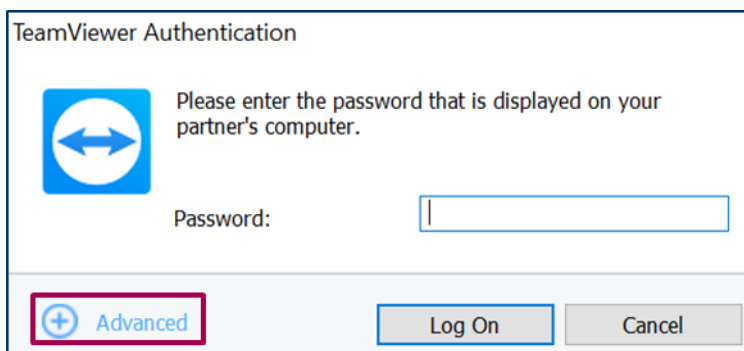 TeamViewer Authentication
Please enter the password that is displayed on your
partner's computer.
Password:
Advanced
Log On
Cancel